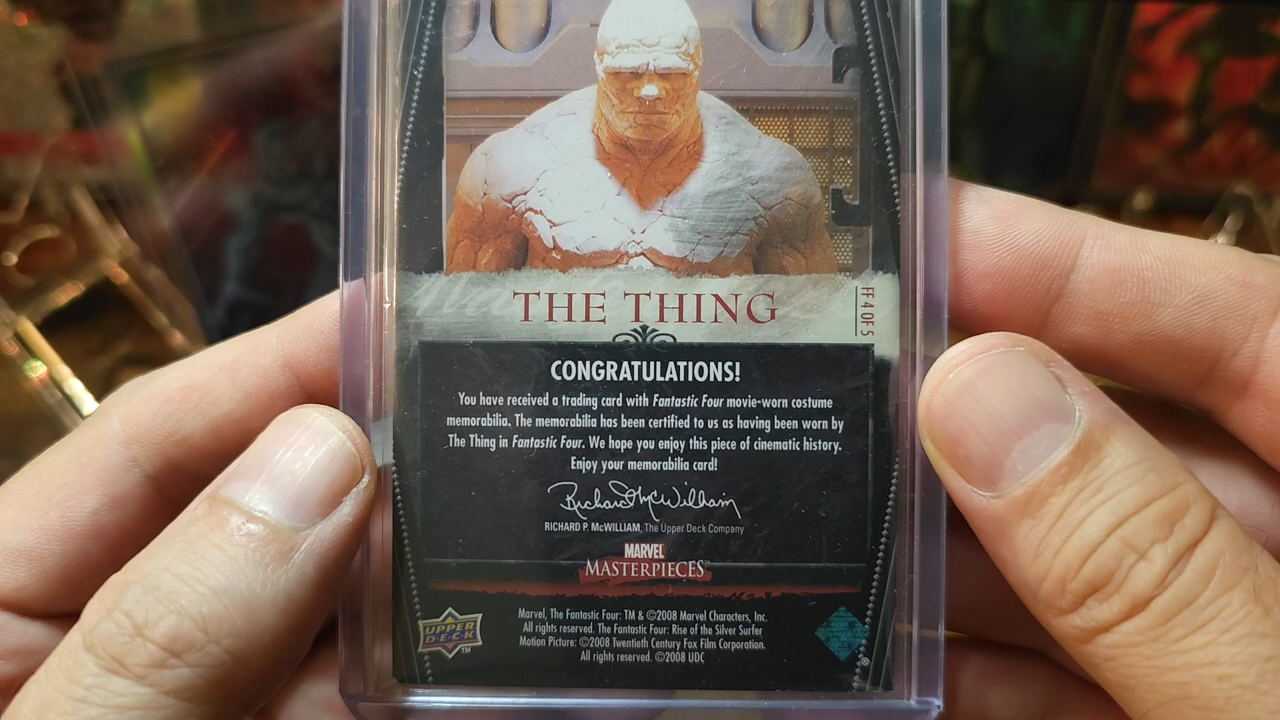 THE THING
FF 4 OF 5
CONGRATULATIONS!
You have received a trading card with Fantastic Four movie-worn costume
memorabilia. The memorabilia has been certified to us as having been worn by
The Thing in Fantastic Four. We hope you enjoy this piece of cinematic history.
Enjoy your memorabilia card!
Richard McWilliam
RICHARD P. McWILLIAM, The Upper Deck Company
MARVEL
MASTERPIECES™
UPPER
DECK
TM
Marvel, The Fantastic Four: TM & ©2008 Marvel Characters, Inc.
All rights reserved. The Fantastic Four: Rise of the Silver Surfer
Motion Picture: ©2008 Twentieth Century Fox Film Corporation.
All rights reserved. ©2008 UDC
®